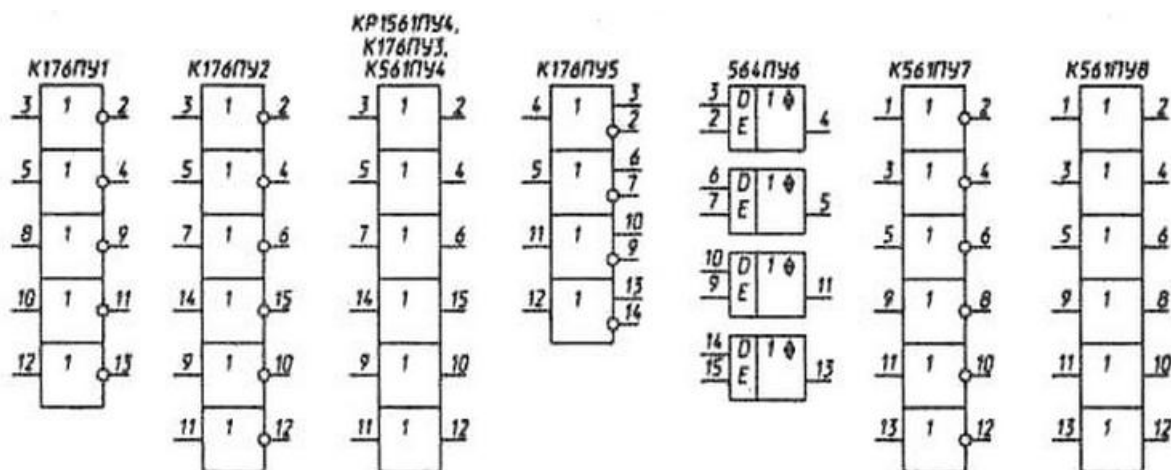 КР1561ПУ4,
К176ПУ3,
К561ПУ4
К176ПУ1 К176ПУ2 К176ПУ5 564ПУ6 К561ПУ7 К561ПУ8
3 1 2
5 1 4
8 1 9
10 1 11
12 1 13
3 1 2
5 1 4
7 1 6
14 1 15
9 1 10
11 1 12
3 1 2
5 1 4
7 1 6
14 1 15
9 1 10
11 1 12
4 1 3
2
5 1 6
7
11 1 10
9
12 1 13
14
3 D 1
2 E 4
6 D 1
7 E 5
10 D 1
9 E 11
14 D 1
15 E 13
1 1 2
3 1 4
5 1 6
9 1 8
11 1 10
13 1 12
1 1 2
3 1 4
5 1 6
9 1 8
11 1 10
13 1 12